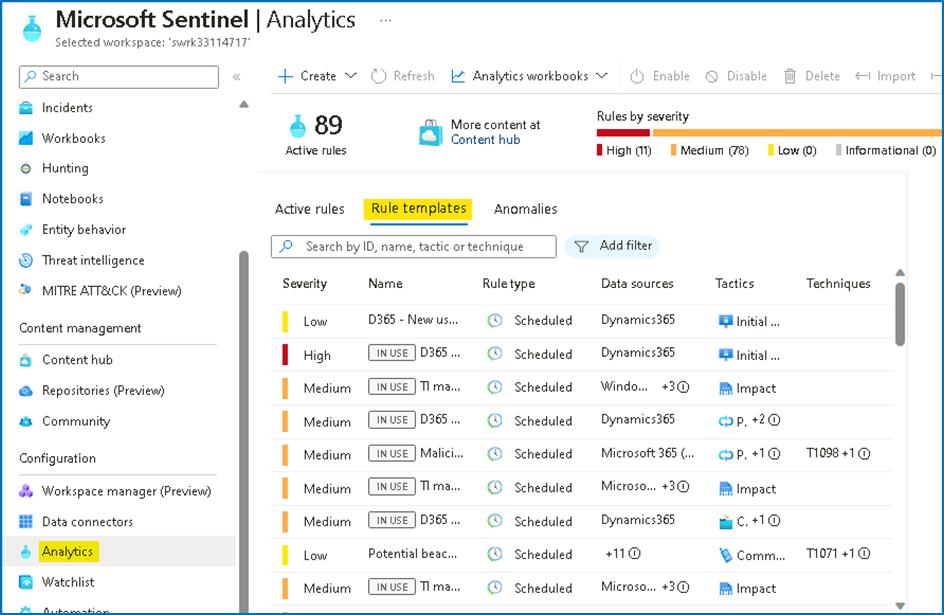 Microsoft Sentinel | Analytics ...
Selected workspace: 'swrk33114717'
Search «
Incidents
Workbooks
Hunting
Notebooks
Entity behavior
Threat intelligence
MITRE ATT&CK (Preview)
Content management
Content hub
Repositories (Preview)
Community
Configuration
Workspace manager (Preview)
Data connectors
Analytics
Watchlist
Automation
Create Refresh Analytics workbooks Enable Disable Delete Import
89
Active rules
More content at
Content hub
Rules by severity
High (11) Medium (78) Low (0) Informational (0)
Active rules Rule templates Anomalies
Search by ID, name, tactic or technique Add filter
Severity Name Rule type Data sources Tactics Techniques
Low D365 - New us... Scheduled Dynamics365 Initial ...
High IN USE D365 ... Scheduled Dynamics365 Initial ...
Medium IN USE TI ma... Scheduled Windo... +3 Impact
Medium IN USE D365 ... Scheduled Dynamics365 P. +2
Medium IN USE Malici... Scheduled Microsoft 365 (... P. +1 T1098 +1
Medium IN USE TI ma... Scheduled Microso... +3 Impact
Medium IN USE D365 ... Scheduled Dynamics365 C. +1
Low Potential beac... Scheduled +11 Comm... T1071 +1
Medium IN USE TI ma... Scheduled Microso... +3 Impact